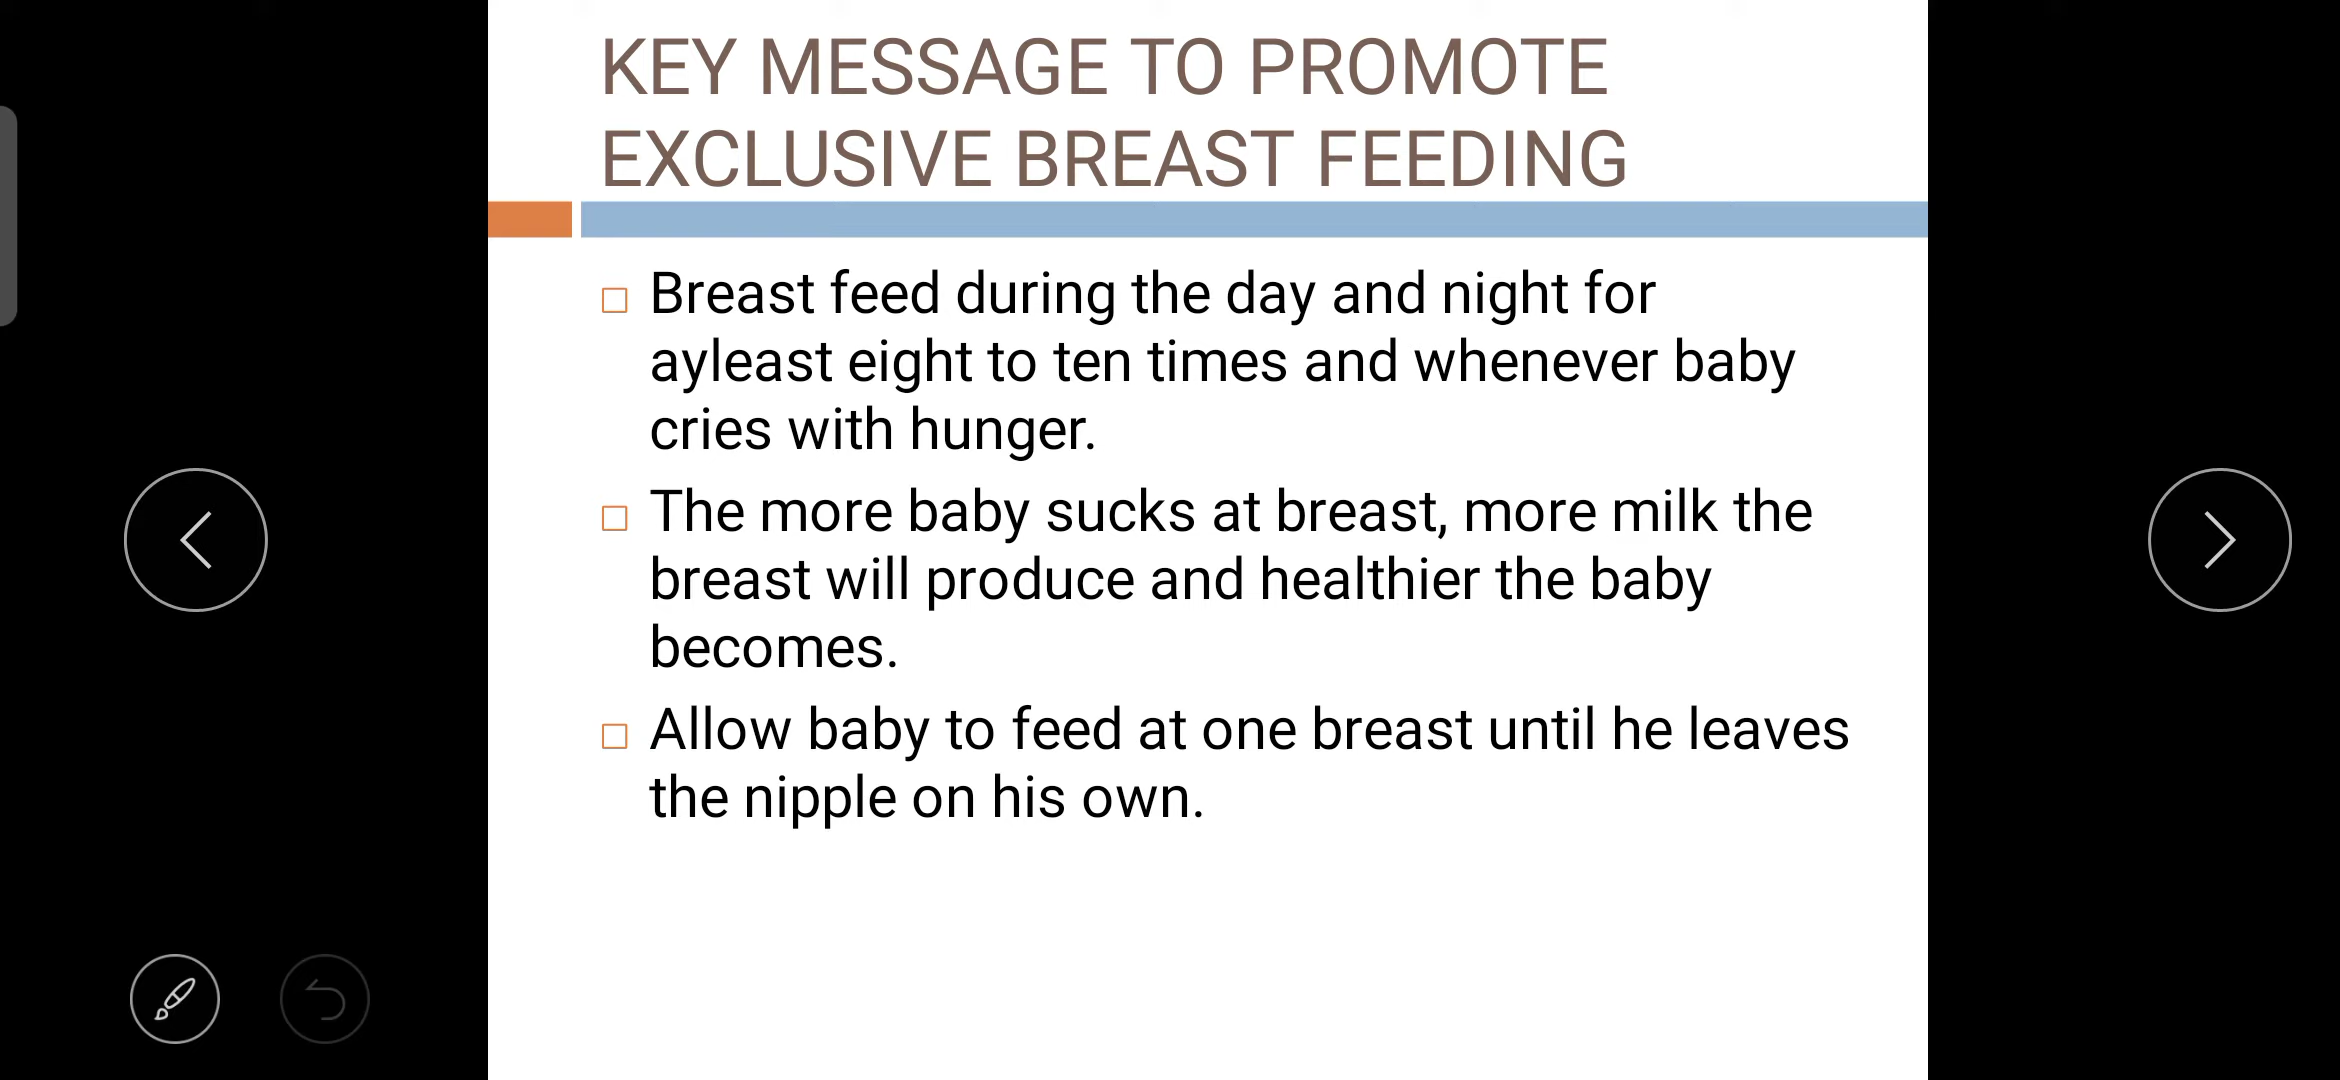 KEY MESSAGE TO PROMOTE
EXCLUSIVE BREAST FEEDING
Breast feed during the day and night for
ayleast eight to ten times and whenever baby
cries with hunger.
The more baby sucks at breast, more milk the
breast will produce and healthier the baby
becomes.
Allow baby to feed at one breast until he leaves
the nipple on his own.